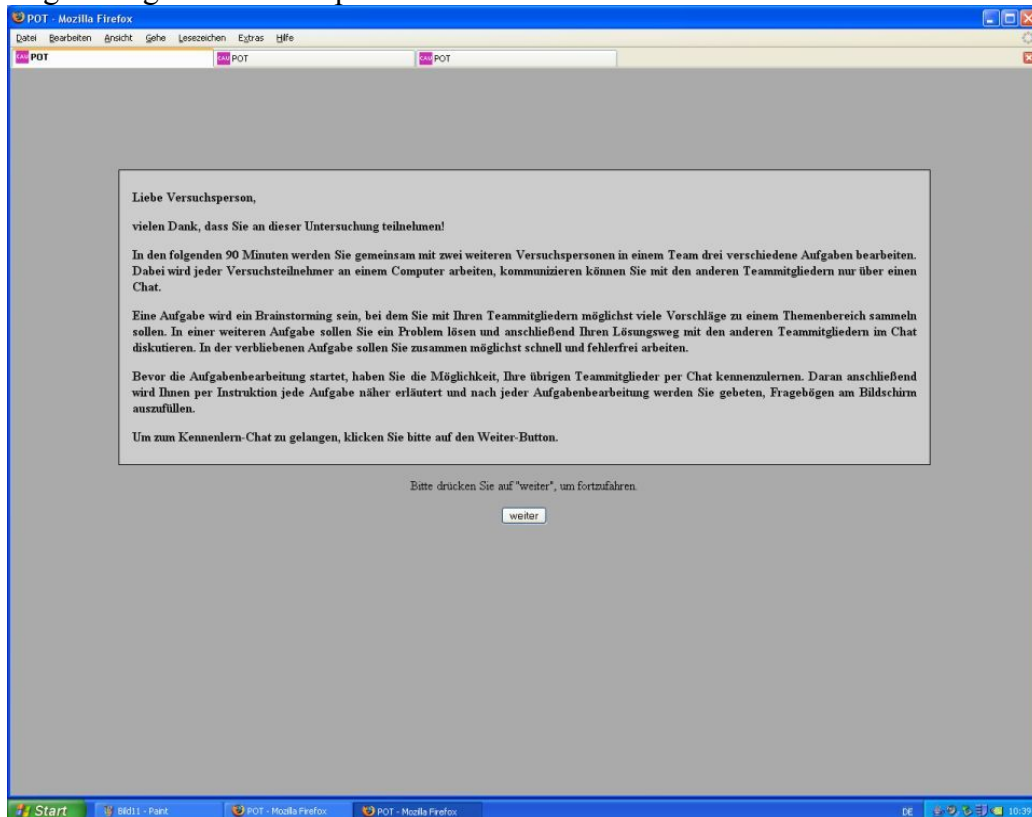 POT - Mozilla Firefox
Datei Bearbeiten Ansicht Gehe Lesezeichen Extras Hilfe
CAU POT CAU POT CAU POT
Liebe Versuchsperson,
vielen Dank, dass Sie an dieser Untersuchung teilnehmen!
In den folgenden 90 Minuten werden Sie gemeinsam mit zwei weiteren Versuchspersonen in einem Team drei verschiedene Aufgaben bearbeiten.
Dabei wird jeder Versuchsteilnehmer an einem Computer arbeiten, kommunizieren können Sie mit den anderen Teammitgliedern nur über einen
Chat.
Eine Aufgabe wird ein Brainstorming sein, bei dem Sie mit Ihren Teammitgliedern möglichst viele Vorschläge zu einem Themenbereich sammeln
sollen. In einer weiteren Aufgabe sollen Sie ein Problem lösen und anschließend Ihren Lösungsweg mit den anderen Teammitgliedern im Chat
diskutieren. In der verbliebenen Aufgabe sollen Sie zusammen möglichst schnell und fehlerfrei arbeiten.
Bevor die Aufgabenbearbeitung startet, haben Sie die Möglichkeit, Ihre übrigen Teammitglieder per Chat kennenzulernen. Daran anschließend
wird Ihnen per Instruktion jede Aufgabe näher erläutert und nach jeder Aufgabenbearbeitung werden Sie gebeten, Fragebögen am Bildschirm
auszufüllen.
Um zum Kennenlern-Chat zu gelangen, klicken Sie bitte auf den Weiter-Button.
Bitte drücken Sie auf "weiter", um fortzufahren.
weiter
Start Bild11 - Paint POT - Mozilla Firefox POT - Mozilla Firefox DE 10:39